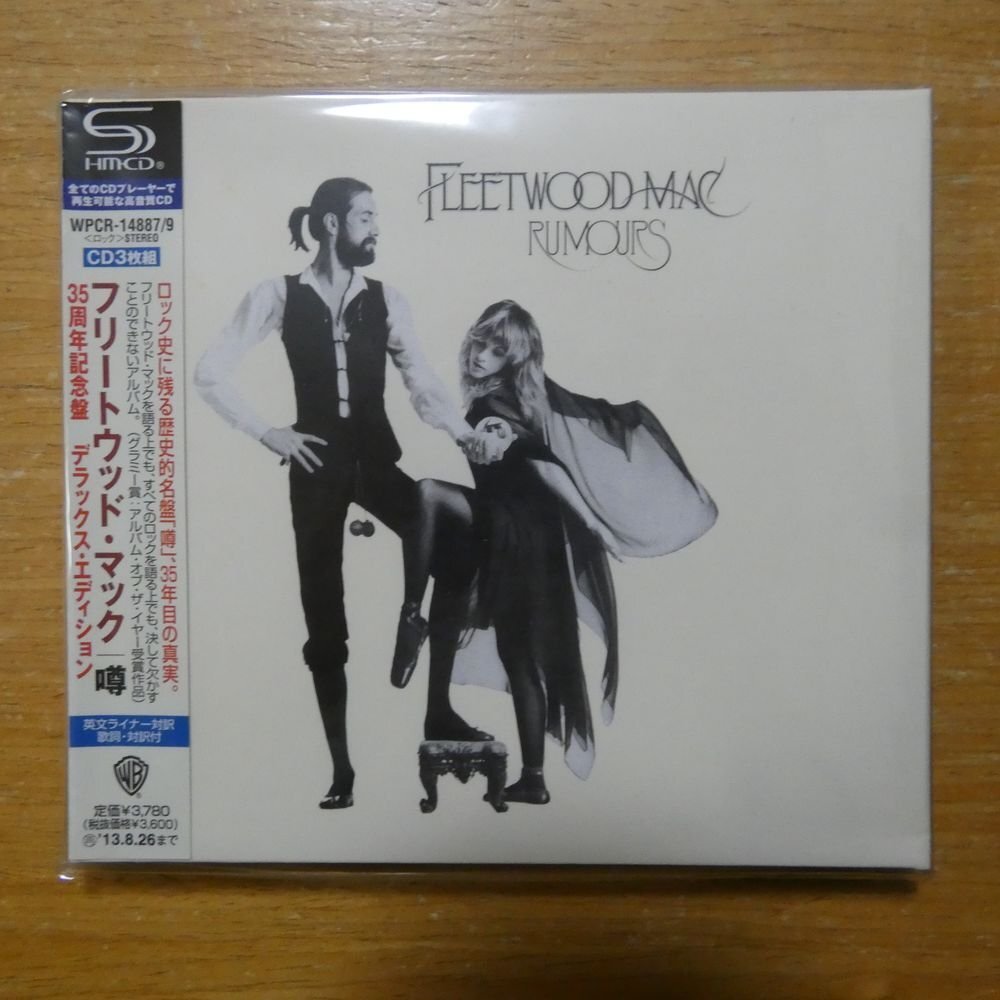 SHM-CD®
全てのCDプレーヤーで
再生可能な高音質CD
WPCR-14887/9
<ロック>STEREO
CD3枚組
ロック史に残る歴史的名盤「噂」、35年目の真実。
フリートウッド・マックを語る上でも、すべてのロックを語る上でも、決して欠かす
ことのできないアルバム。(グラミー賞:アルバム・オブ・ザ・イヤー受賞作品)
フリートウッド・マック│噂
35周年記念盤 デラックス・エディション
英文ライナー対訳
歌詞・対訳付
WB®
定価¥3,780
(税抜価格¥3,600)
'13.8.26まで
FLEETWOOD MAC
RUMOURS